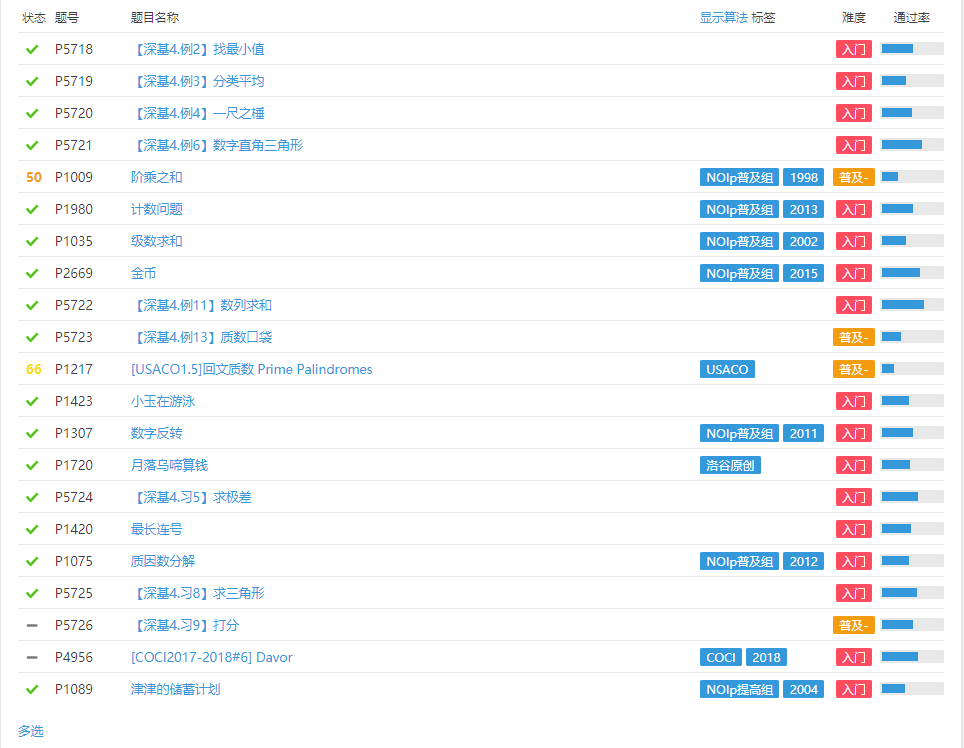 状态 题号 题目名称 显示算法 标签 难度 通过率
P5718 【深基4.例2】找最小值 入门
P5719 【深基4.例3】分类平均 入门
P5720 【深基4.例4】一尺之棰 入门
P5721 【深基4.例6】数字直角三角形 入门
50 P1009 阶乘之和 NOIp普及组 1998 普及-
P1980 计数问题 NOIp普及组 2013 入门
P1035 级数求和 NOIp普及组 2002 入门
P2669 金币 NOIp普及组 2015 入门
P5722 【深基4.例11】数列求和 入门
P5723 【深基4.例13】质数口袋 普及-
66 P1217 [USACO1.5]回文质数 Prime Palindromes USACO 普及-
P1423 小玉在游泳 入门
P1307 数字反转 NOIp普及组 2011 入门
P1720 月落乌啼算钱 洛谷原创 入门
P5724 【深基4.习5】求极差 入门
P1420 最长连号 入门
P1075 质因数分解 NOIp普及组 2012 入门
P5725 【深基4.习8】求三角形 入门
P5726 【深基4.习9】打分 普及-
P4956 [COCI2017-2018#6] Davor COCI 2018 入门
P1089 津津的储蓄计划 NOIp提高组 2004 入门
多选